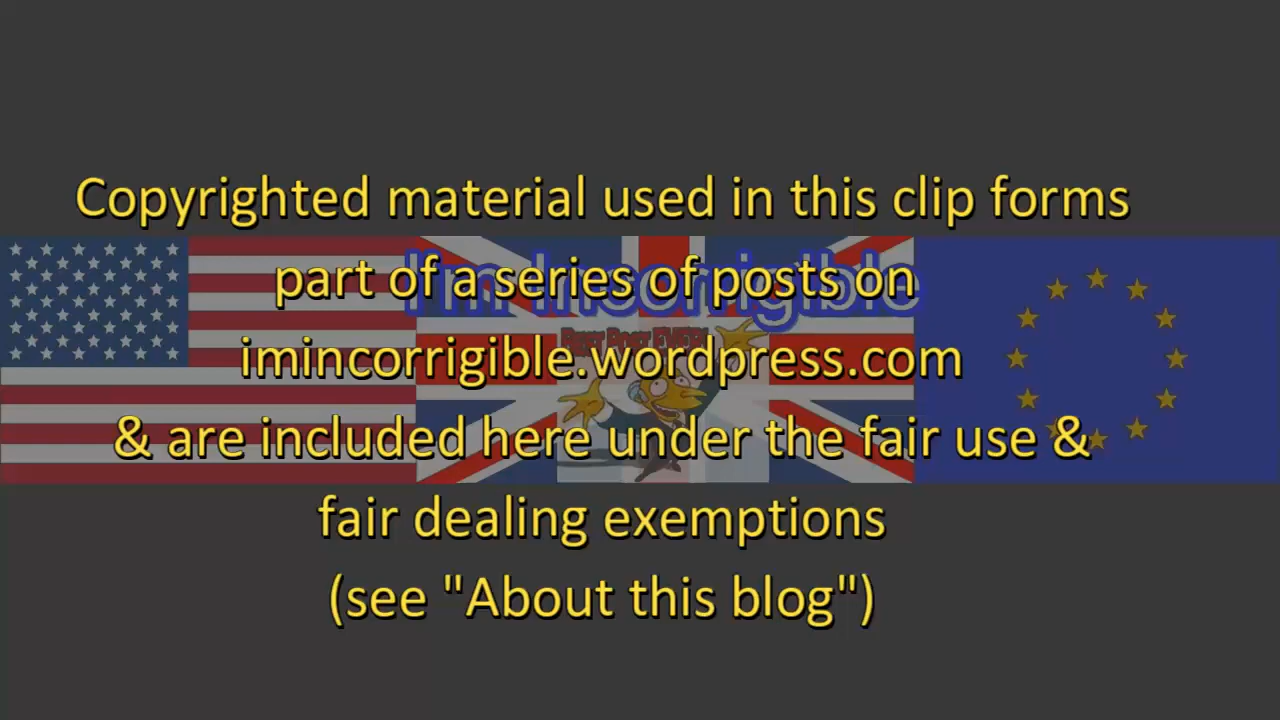 Copyrighted material used in this clip forms
part of a series of posts on
I'm Incorrigible
imincorrigible.wordpress.com
& are included here under the fair use &
fair dealing exemptions
(see "About this blog")